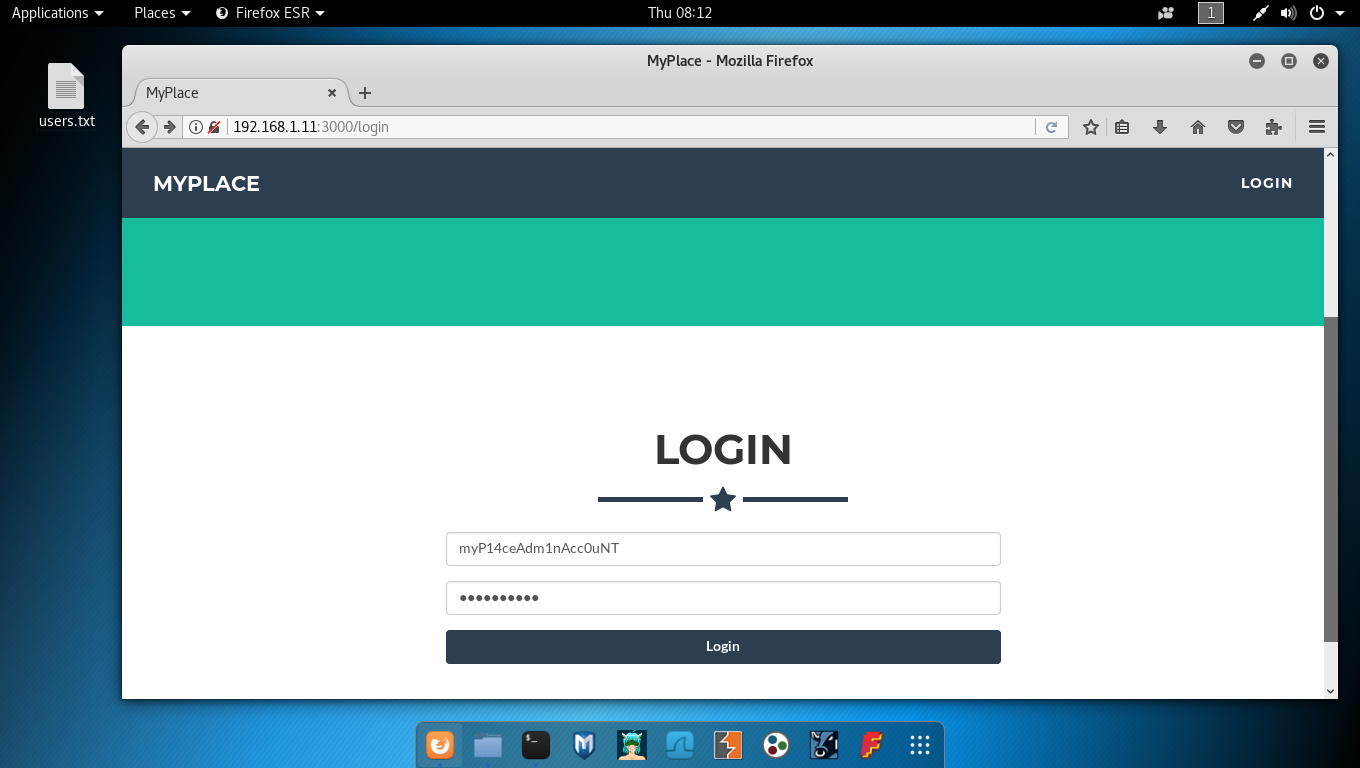 Applications Places Firefox ESR Thu 08:12 1
users.txt
MyPlace - Mozilla Firefox
MyPlace
192.168.1.11:3000/login
MYPLACE LOGIN
LOGIN
myP14ceAdm1nAcc0uNT
••••••••••
Login